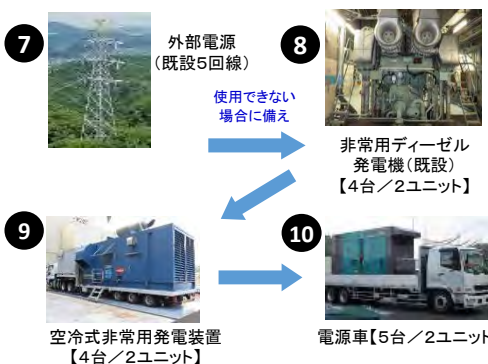 7
外部電源
(既設5回線)
8
使用できない
場合に備え
非常用ディーゼル
発電機(既設)
【4台／2ユニット】
9
空冷式非常用発電装置
【4台／2ユニット】
10
電源車【5台／2ユニット